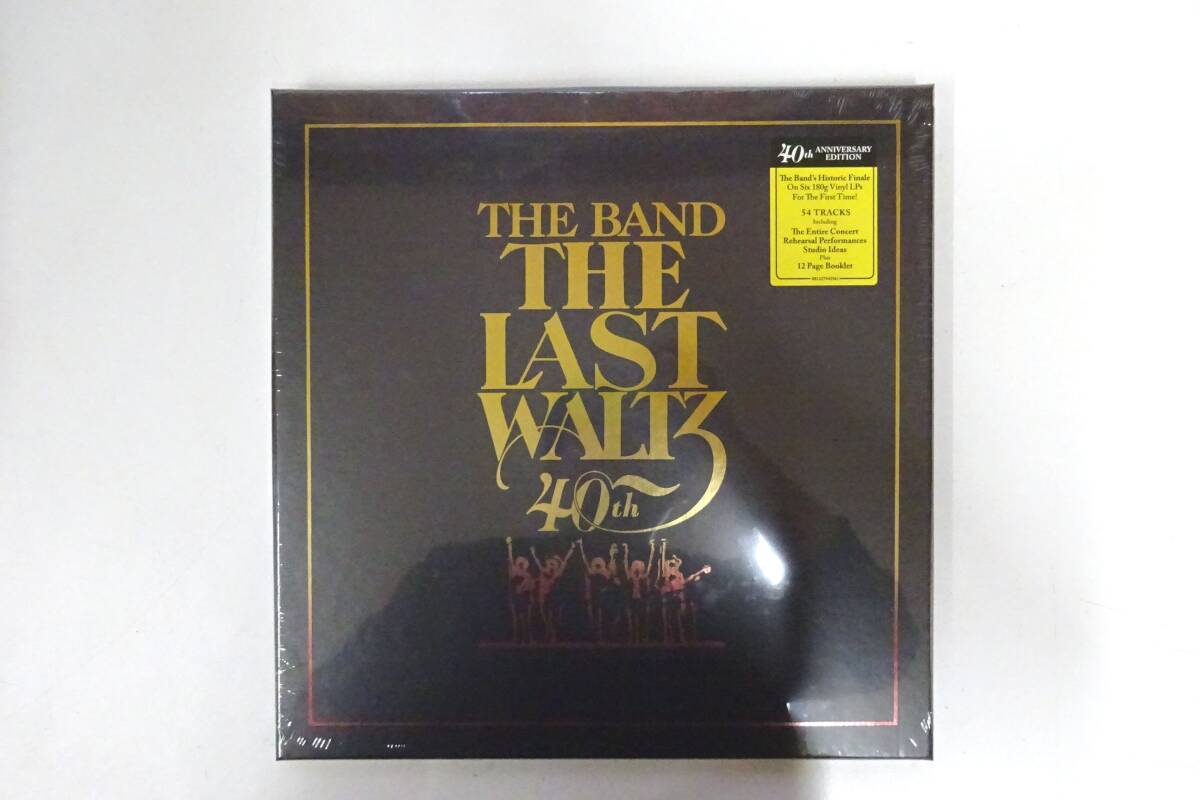 THE BAND
THE
LAST
WALTZ
40th
40th ANNIVERSARY
EDITION
The Band's Historic Finale
On Six 180g Vinyl LPs
For The First Time!
54 TRACKS
Including
The Entire Concert
Rehearsal Performances
Studio Ideas
Plus
12 Page Booklet